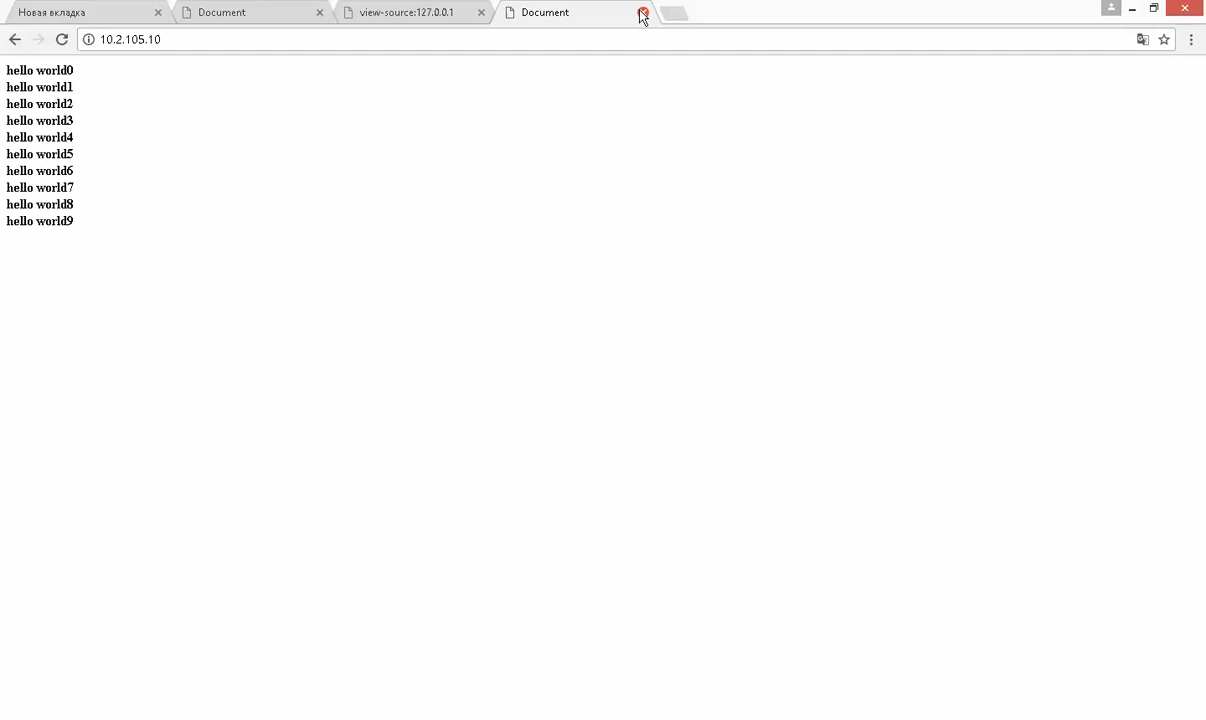 Новая вкладка
Document
view-source:127.0.0.1
Document
10.2.105.10
hello world0
hello world1
hello world2
hello world3
hello world4
hello world5
hello world6
hello world7
hello world8
hello world9